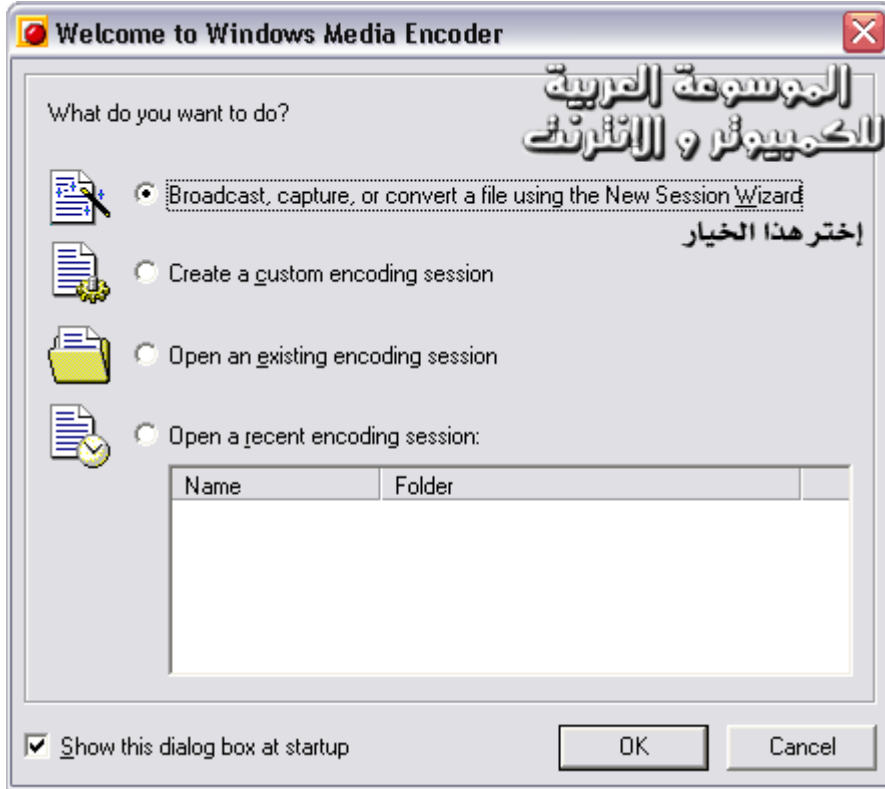 Welcome to Windows Media Encoder
الموسوعة العربية
للكمبيوتر و الإنترنت
What do you want to do?
Broadcast, capture, or convert a file using the New Session Wizard
إختر هذا الخيار
Create a custom encoding session
Open an existing encoding session
Open a recent encoding session:
Name Folder
Show this dialog box at startup
OK Cancel